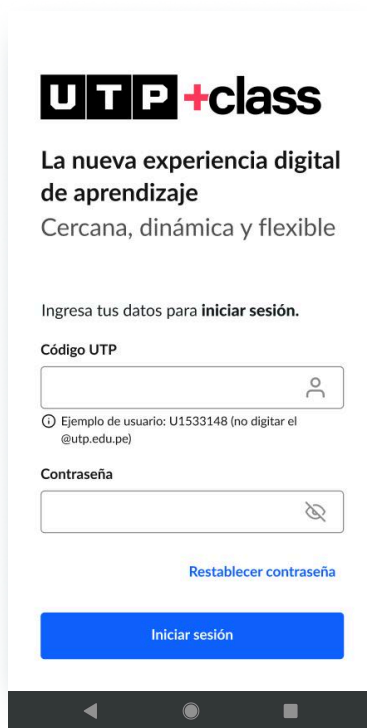 UTP +class
La nueva experiencia digital
de aprendizaje
Cercana, dinámica y flexible
Ingresa tus datos para iniciar sesión.
Código UTP
Ejemplo de usuario: U1533148 (no digitar el
@utp.edu.pe)
Contraseña
Restablecer contraseña
Iniciar sesión